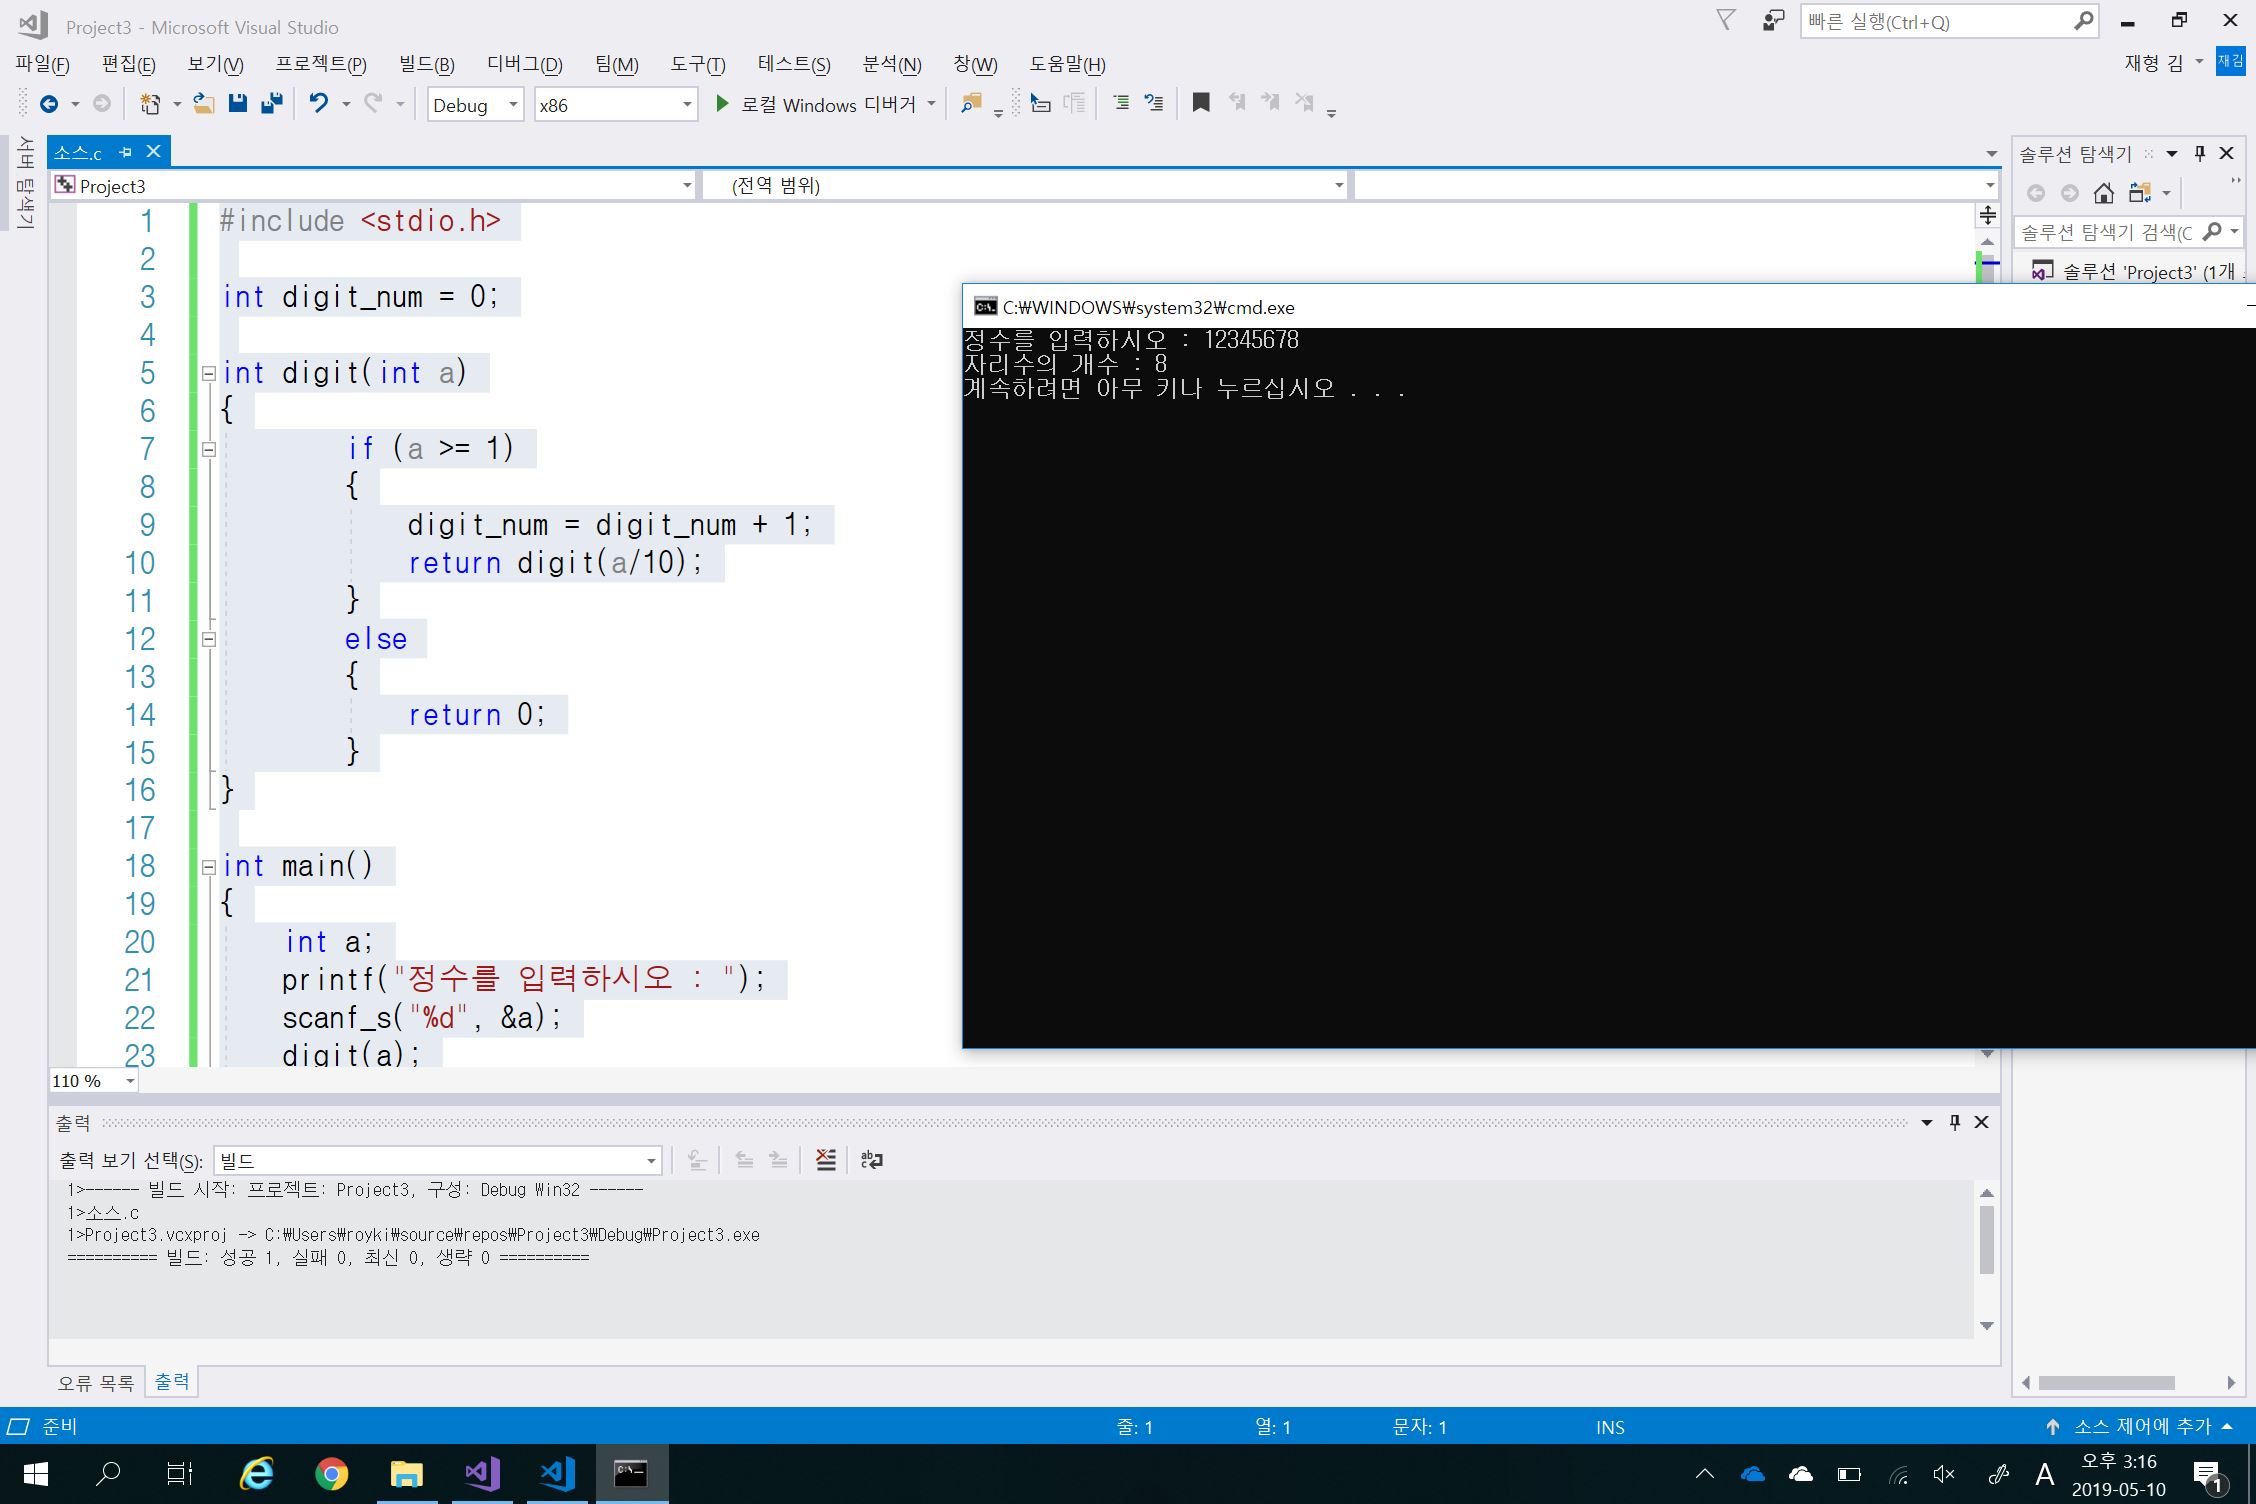 Project3 - Microsoft Visual Studio
빠른 실행(Ctrl+Q)
파일(F) 편집(E) 보기(V) 프로젝트(P) 빌드(B) 디버그(D) 팀(M) 도구(T) 테스트(S) 분석(N) 창(W) 도움말(H)
재형 김
재김
Debug x86 로컬 Windows 디버거
서버 탐색기
소스.c
솔루션 탐색기
Project3 (전역 범위)
솔루션 탐색기 검색(C
솔루션 'Project3' (1개
1 #include <stdio.h>
2
3 int digit_num = 0;
4
5 int digit(int a)
6 {
7 if (a >= 1)
8 {
9 digit_num = digit_num + 1;
10 return digit(a/10);
11 }
12 else
13 {
14 return 0;
15 }
16 }
17
18 int main()
19 {
20 int a;
21 printf("정수를 입력하시오 : ");
22 scanf_s("%d", &a);
23 digit(a);
C:₩WINDOWS₩system32₩cmd.exe
정수를 입력하시오 : 12345678
자리수의 개수 : 8
계속하려면 아무 키나 누르십시오 . . .
110 %
출력
출력 보기 선택(S): 빌드
1>------ 빌드 시작: 프로젝트: Project3, 구성: Debug Win32 ------
1>소스.c
1>Project3.vcxproj -> C:₩Users₩royki₩source₩repos₩Project3₩Debug₩Project3.exe
========== 빌드: 성공 1, 실패 0, 최신 0, 생략 0 ==========
오류 목록 출력
준비 줄: 1 열: 1 문자: 1 INS 소스 제어에 추가
A
오후 3:16
2019-05-10
1